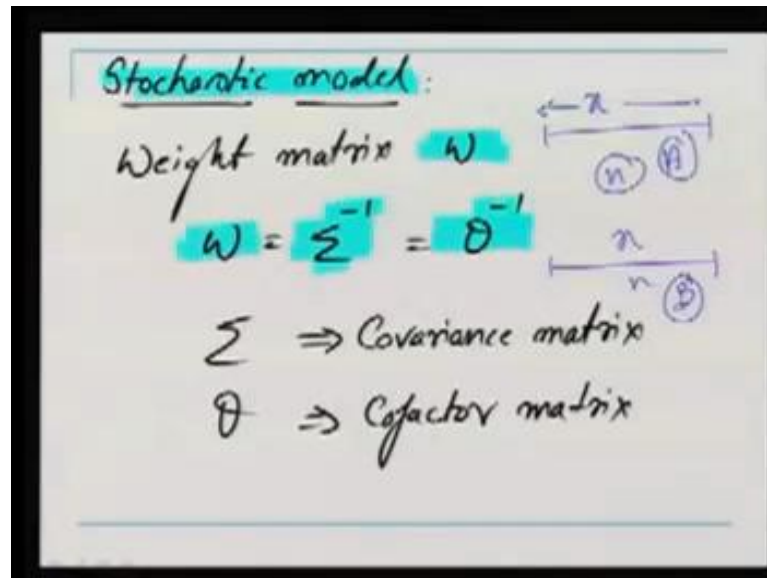 Stochastic model:
Weight matrix W
W = Σ⁻¹ = θ⁻¹
Σ ⇒ Covariance matrix
θ ⇒ Cofactor matrix
x
n A
x
n B